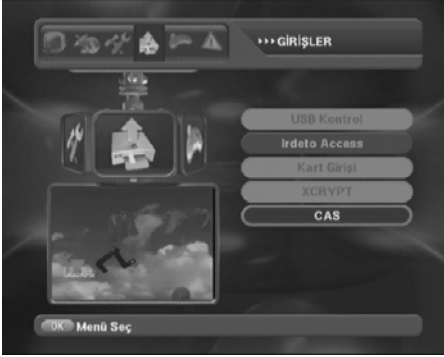 GİRİŞLER
USB Kontrol
Irdeto Access
Kart Girişi
XCRYPT
CAS
OK Menü Seç